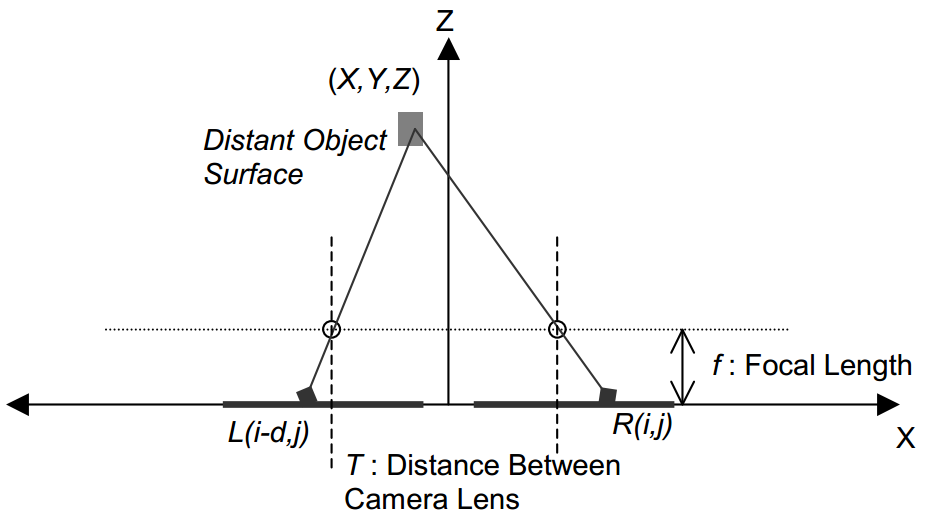 Z
(X,Y,Z)
Distant Object
Surface
f : Focal Length
L(i-d,j)
R(i,j)
X
T : Distance Between
Camera Lens